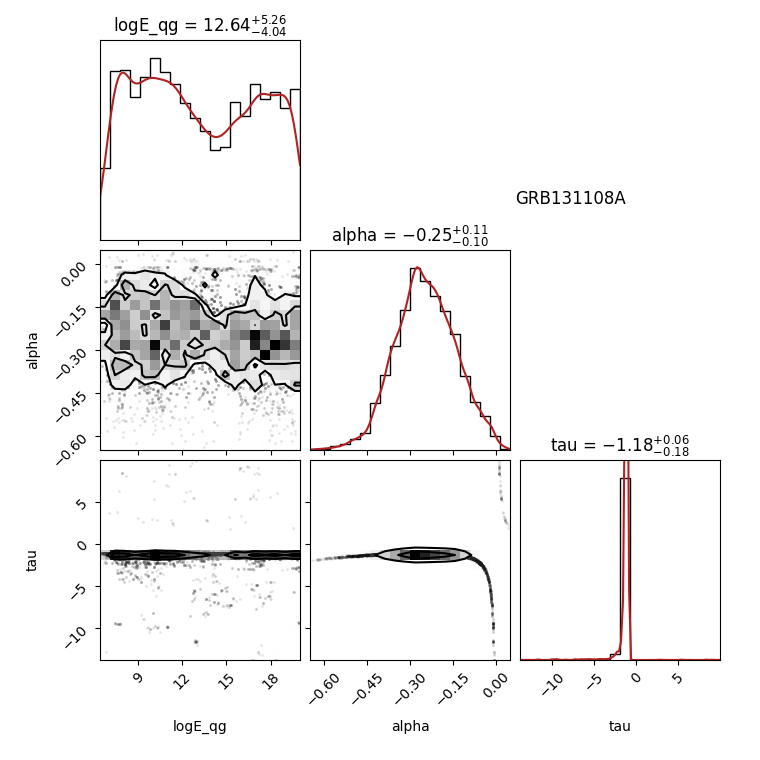 logE_qg = 12.64+5.26−4.04
GRB131108A
alpha = −0.25+0.11−0.10
0.00
−0.15
−0.30
−0.45
−0.60
alpha
tau = −1.18+0.06−0.18
5
0
−5
−10
tau
9 12 15 18
−0.60 −0.45 −0.30 −0.15 0.00
−10 −5 0 5
logE_qg alpha tau